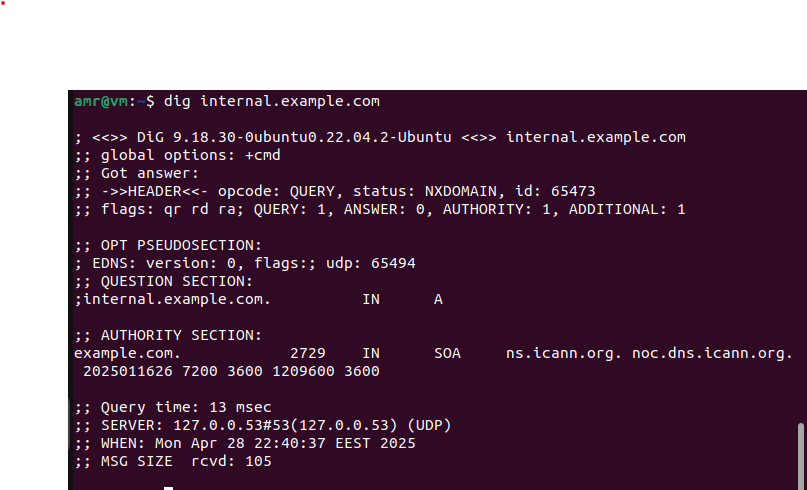 amr@vm:~$ dig internal.example.com
; <<>> DiG 9.18.30-0ubuntu0.22.04.2-Ubuntu <<>> internal.example.com
;; global options: +cmd
;; Got answer:
;; ->>HEADER<<- opcode: QUERY, status: NXDOMAIN, id: 65473
;; flags: qr rd ra; QUERY: 1, ANSWER: 0, AUTHORITY: 1, ADDITIONAL: 1
;; OPT PSEUDOSECTION:
; EDNS: version: 0, flags:; udp: 65494
;; QUESTION SECTION:
;internal.example.com. IN A
;; AUTHORITY SECTION:
example.com. 2729 IN SOA ns.icann.org. noc.dns.icann.org.
2025011626 7200 3600 1209600 3600
;; Query time: 13 msec
;; SERVER: 127.0.0.53#53(127.0.0.53) (UDP)
;; WHEN: Mon Apr 28 22:40:37 EEST 2025
;; MSG SIZE rcvd: 105